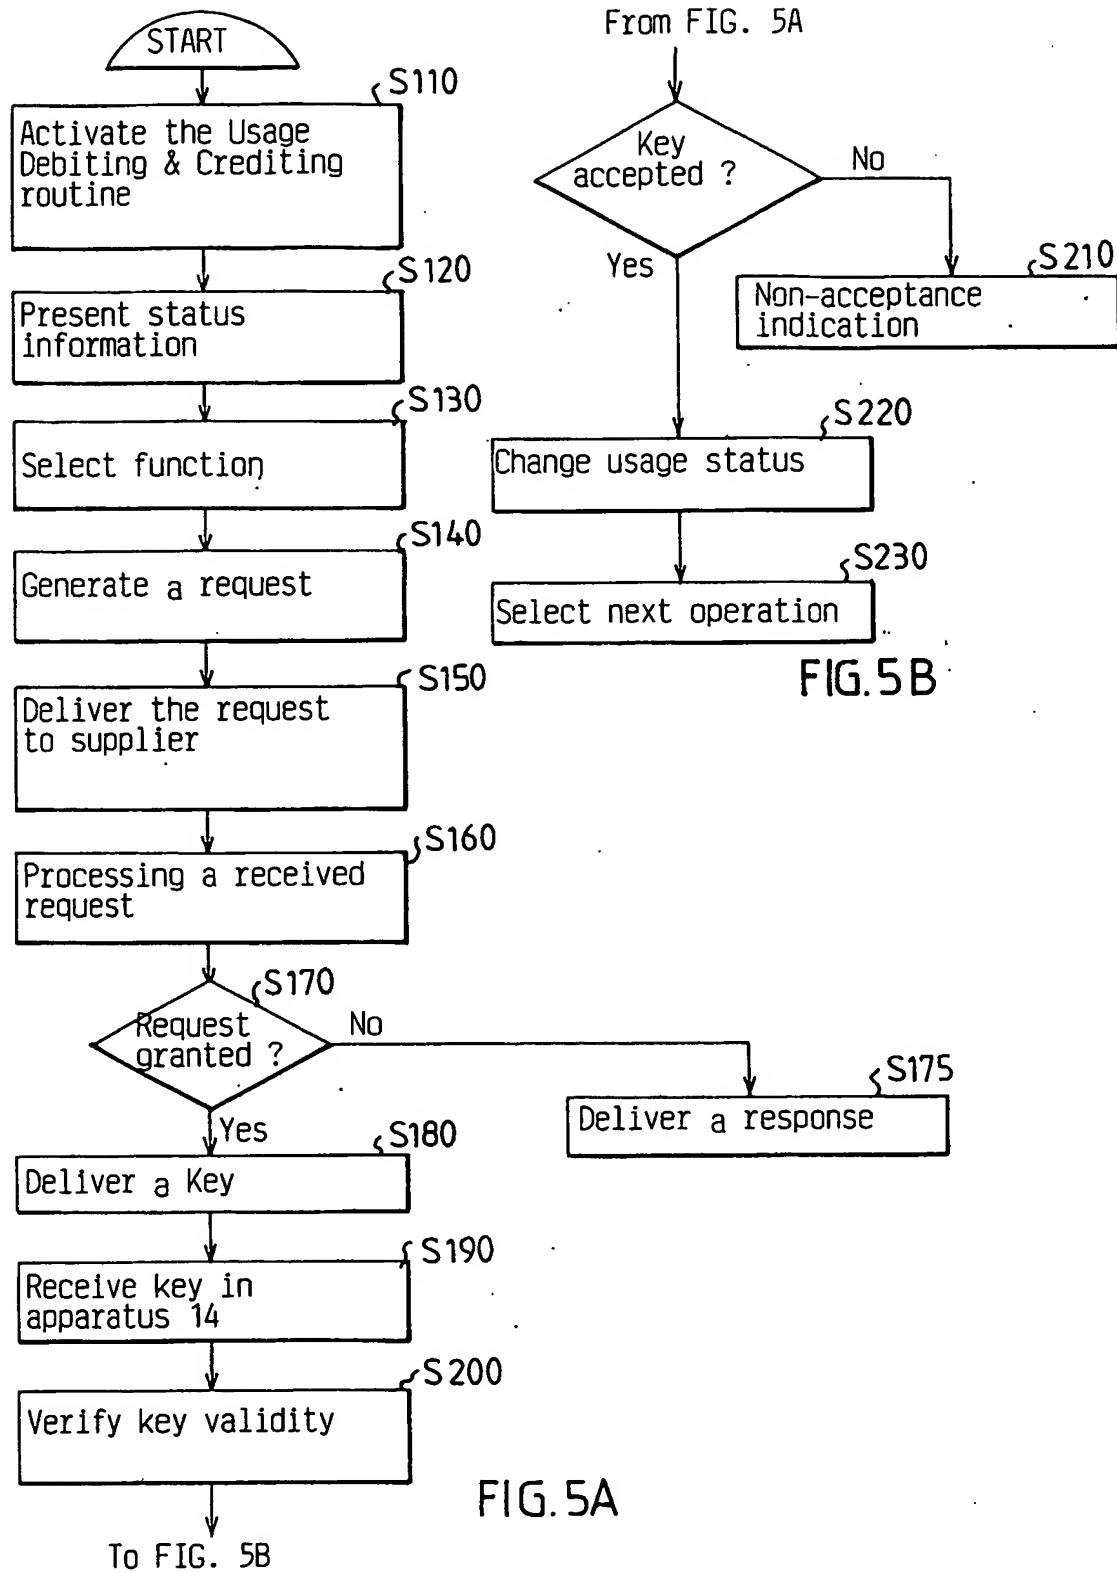 START
S110
Activate the Usage
Debiting & Crediting
routine
S120
Present status
information
S130
Select function
S140
Generate a request
S150
Deliver the request
to supplier
S160
Processing a received
request
S170
Request
granted ?
No
S175
Deliver a response
Yes
S180
Deliver a Key
S190
Receive key in
apparatus 14
S200
Verify key validity
To FIG. 5B
FIG.5A
From FIG. 5A
Key
accepted ?
No
Yes
S210
Non-acceptance
indication
S220
Change usage status
S230
Select next operation
FIG.5B